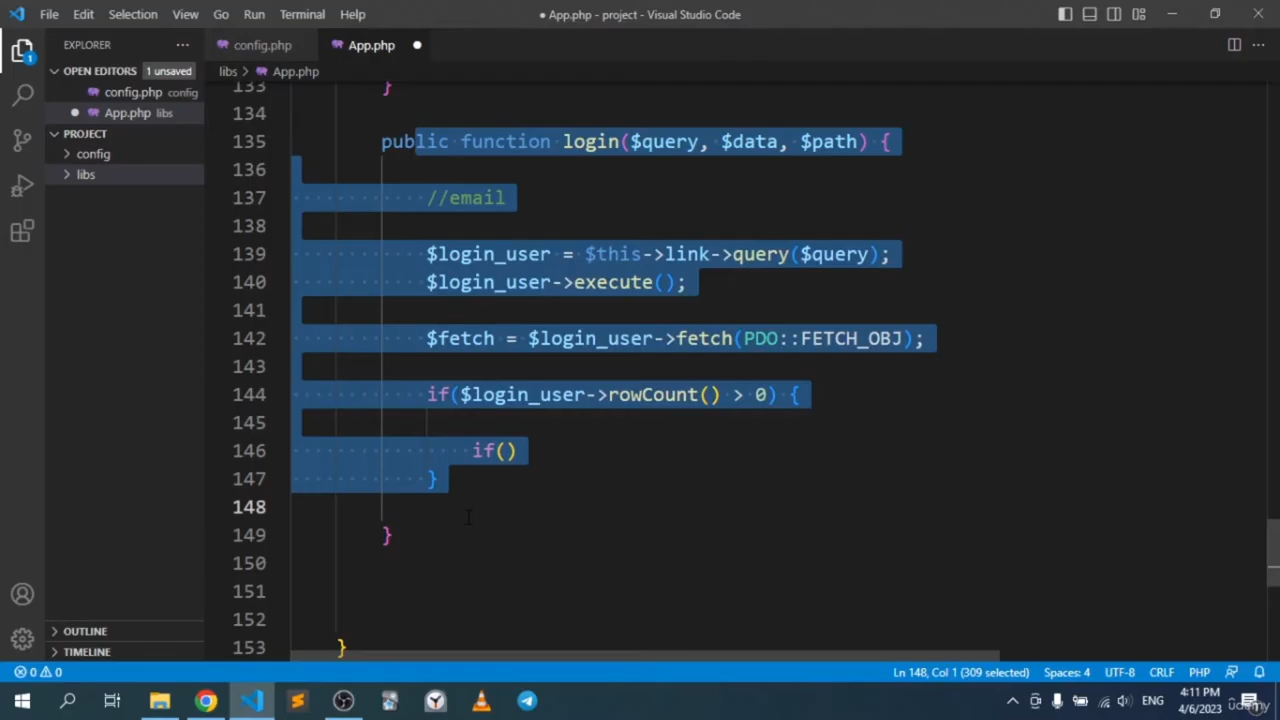 File Edit Selection View Go Run Terminal Help
● App.php - project - Visual Studio Code
EXPLORER
config.php
App.php
OPEN EDITORS 1 unsaved
libs > App.php
config.php config
App.php libs
PROJECT
config
libs
133 }
134
135 public function login($query, $data, $path) {
136
137 //email
138
139 $login_user = $this->link->query($query);
140 $login_user->execute();
141
142 $fetch = $login_user->fetch(PDO::FETCH_OBJ);
143
144 if($login_user->rowCount() > 0) {
145
146 if()
147 }
148
149 }
150
151
152
153 }
OUTLINE
TIMELINE
1
0 0
Ln 148, Col 1 (309 selected) Spaces: 4 UTF-8 CRLF PHP
ENG
4:11 PM
4/6/2023
udemy